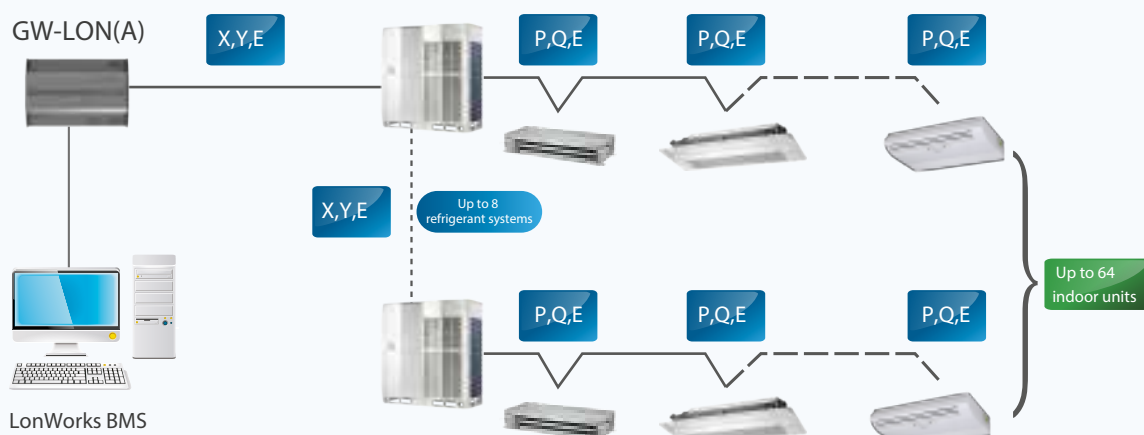 GW-LON(A)
X,Y,E
P,Q,E
P,Q,E
P,Q,E
X,Y,E
Up to 8
refrigerant systems
Up to 64
indoor units
P,Q,E
P,Q,E
P,Q,E
LonWorks BMS